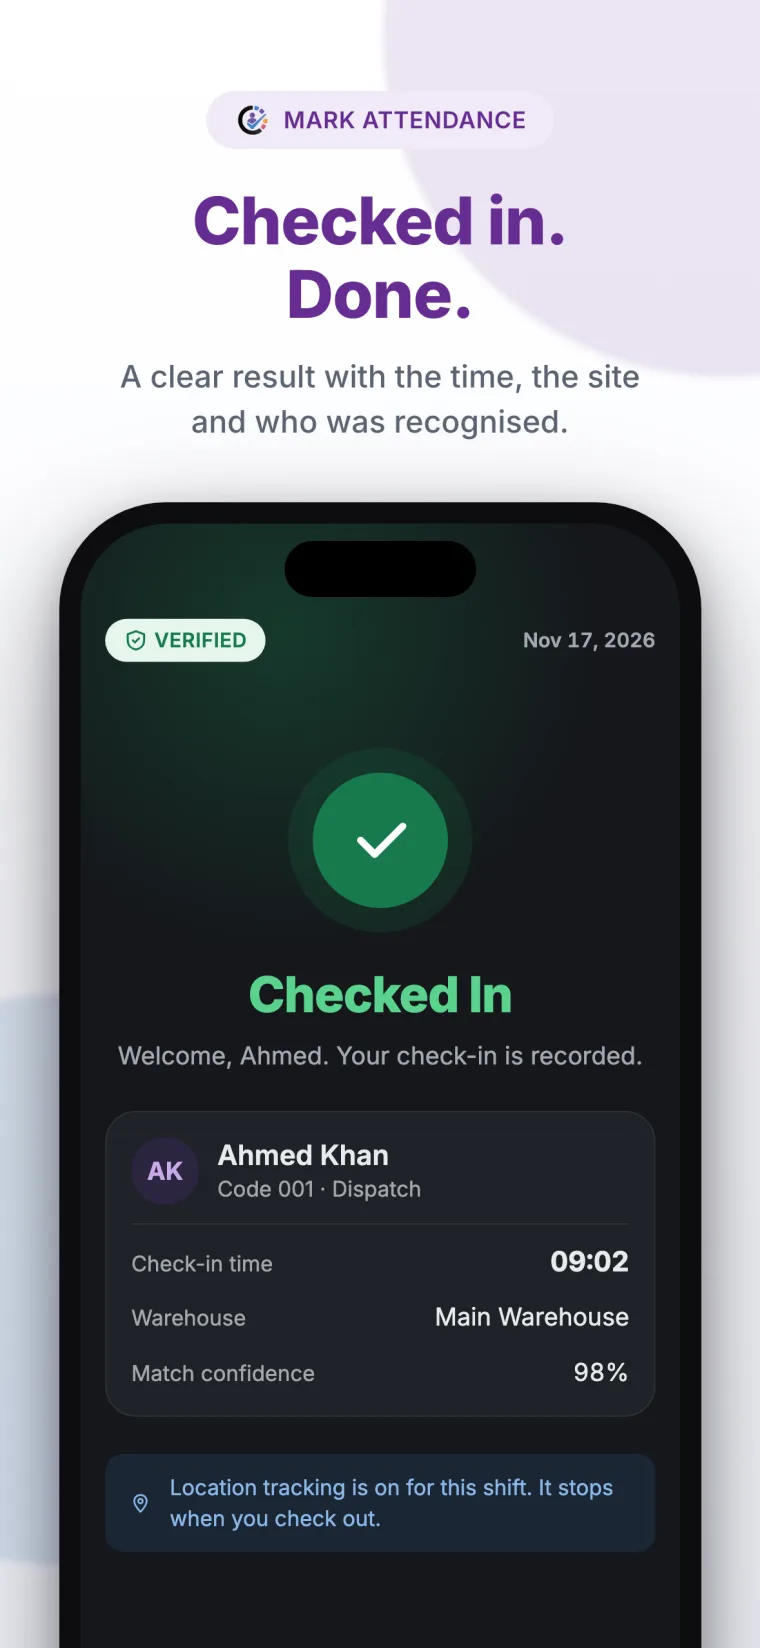 MARK ATTENDANCE
Checked in.
Done.
A clear result with the time, the site
and who was recognised.
VERIFIED
Nov 17, 2026
Checked In
Welcome, Ahmed. Your check-in is recorded.
AK
Ahmed Khan
Code 001 · Dispatch
Check-in time 09:02
Warehouse Main Warehouse
Match confidence 98%
Location tracking is on for this shift. It stops
when you check out.